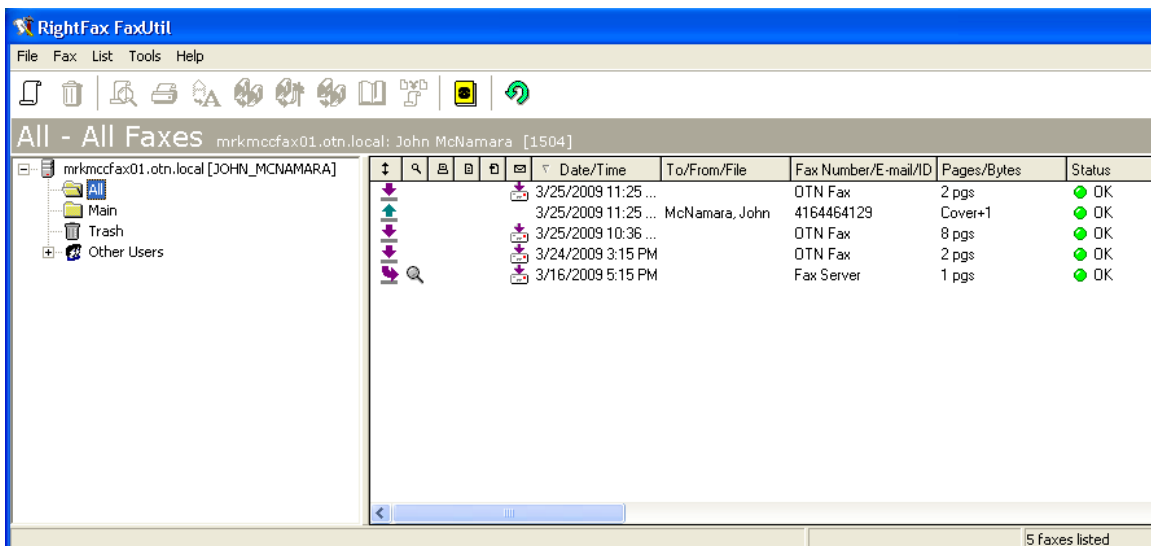 RightFax FaxUtil
File Fax List Tools Help
All - All Faxes mrkmccfax01.otn.local: John McNamara [1504]
mrkmccfax01.otn.local [JOHN_MCNAMARA]
All
Main
Trash
Other Users
Date/Time To/From/File Fax Number/E-mail/ID Pages/Bytes Status
3/25/2009 11:25 ... OTN Fax 2 pgs OK
3/25/2009 11:25 ... McNamara, John 4164464129 Cover+1 OK
3/25/2009 10:36 ... OTN Fax 8 pgs OK
3/24/2009 3:15 PM OTN Fax 2 pgs OK
3/16/2009 5:15 PM Fax Server 1 pgs OK
5 faxes listed